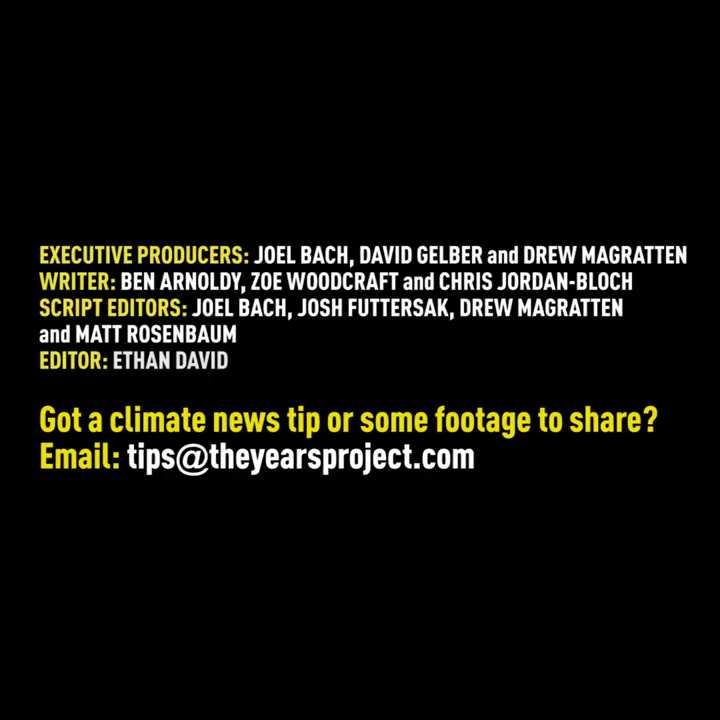 EXECUTIVE PRODUCERS: JOEL BACH, DAVID GELBER and DREW MAGRATTEN
WRITER: BEN ARNOLDY, ZOE WOODCRAFT and CHRIS JORDAN-BLOCH
SCRIPT EDITORS: JOEL BACH, JOSH FUTTERSAK, DREW MAGRATTEN
and MATT ROSENBAUM
EDITOR: ETHAN DAVID
Got a climate news tip or some footage to share?
Email: tips@theyearsproject.com